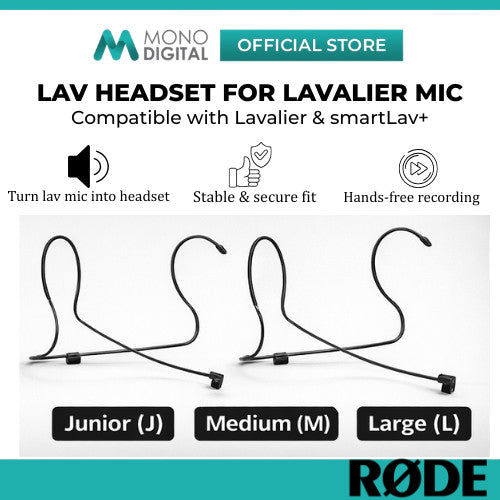 MONO
DIGITAL
OFFICIAL STORE
LAV HEADSET FOR LAVALIER MIC
Compatible with Lavalier & smartLav+
Turn lav mic into headset
Stable & secure fit
Hands-free recording
Junior (J)
Medium (M)
Large (L)
RØDE